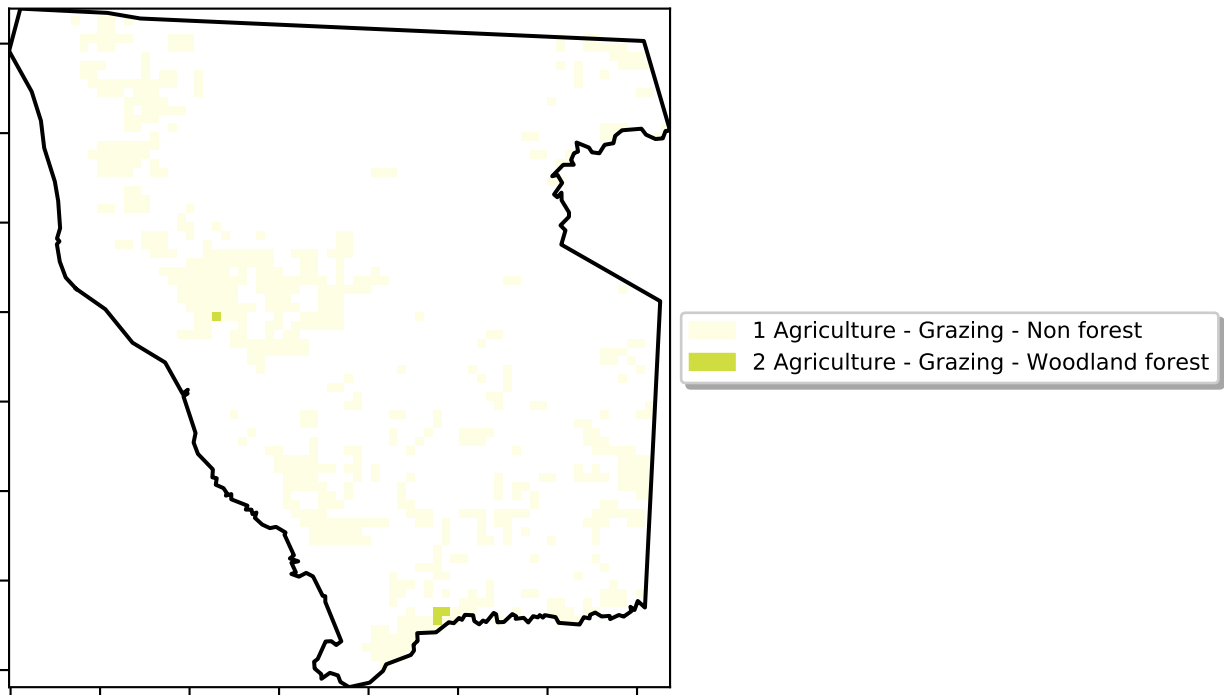 1 Agriculture - Grazing - Non forest
2 Agriculture - Grazing - Woodland forest